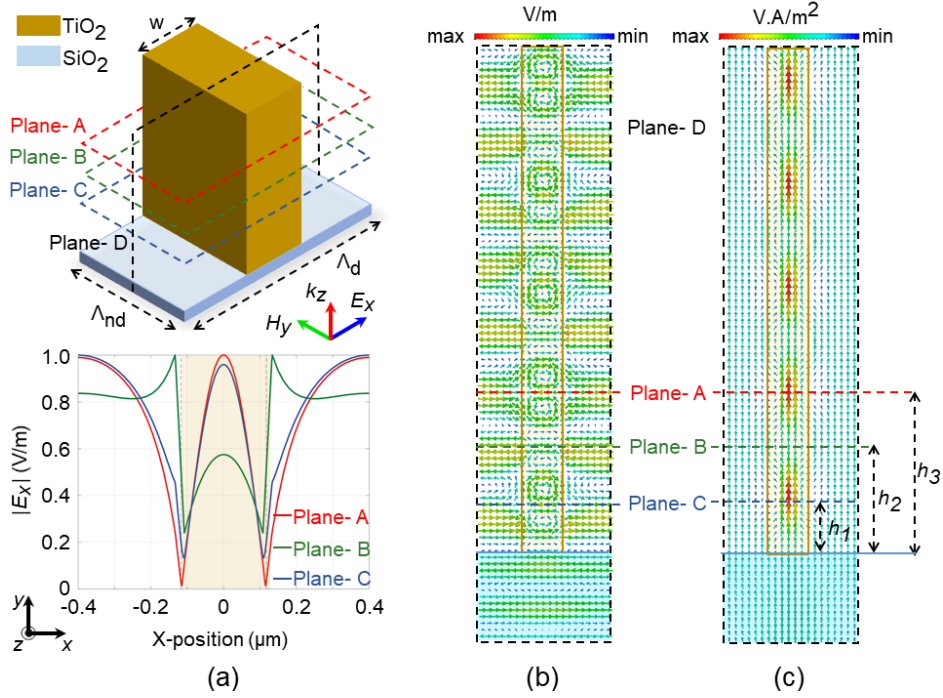 TiO2
SiO2
w
Plane- A
Plane- B
Plane- C
Plane- D
Λnd
Λd
kz
Hy
Ex
1.0
0.8
0.6
0.4
0.2
0
|Ex| (V/m)
Plane- A
Plane- B
Plane- C
-0.4
-0.2
0
0.2
0.4
X-position (μm)
y
z
x
(a)
V/m
max
min
(b)
V.A/m²
max
min
Plane- D
Plane- A
Plane- B
Plane- C
h1
h2
h3
(c)